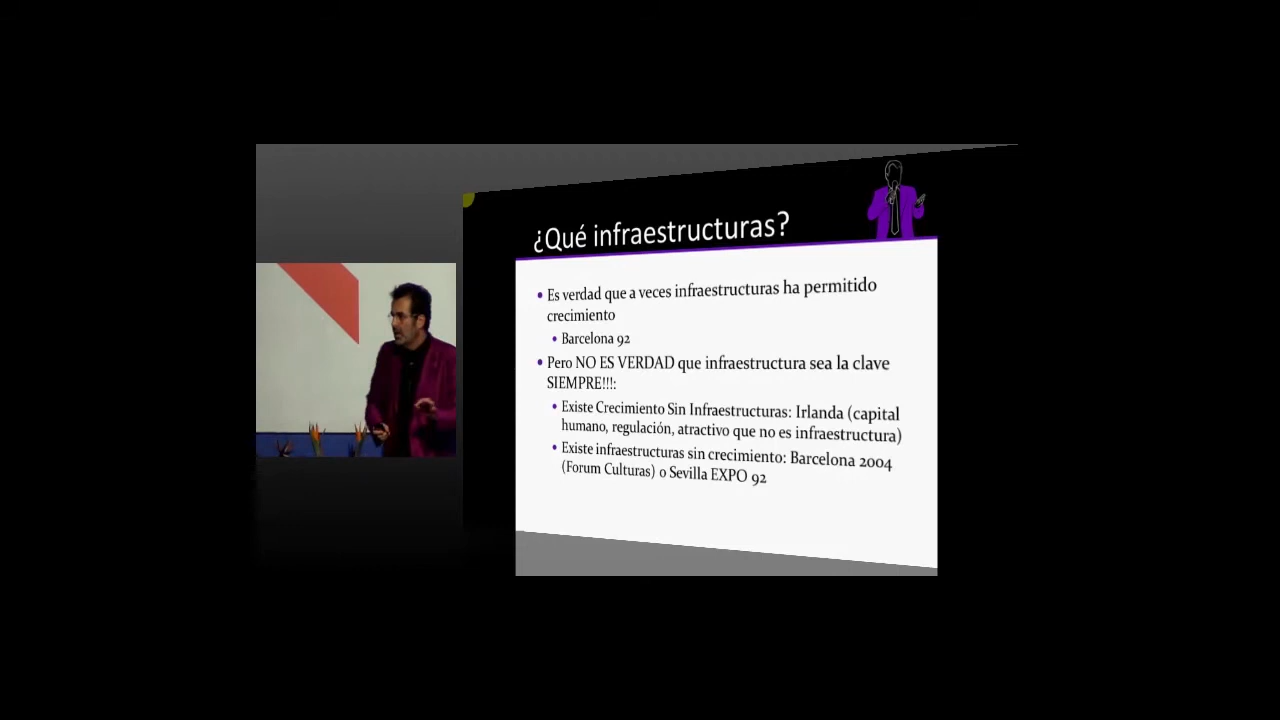 ¿Qué infraestructuras?
• Es verdad que a veces infraestructuras ha permitido
crecimiento
• Barcelona 92
• Pero NO ES VERDAD que infraestructura sea la clave
SIEMPRE!!!:
• Existe Crecimiento Sin Infraestructuras: Irlanda (capital
humano, regulación, atractivo que no es infraestructura)
• Existe infraestructuras sin crecimiento: Barcelona 2004
(Forum Culturas) o Sevilla EXPO 92